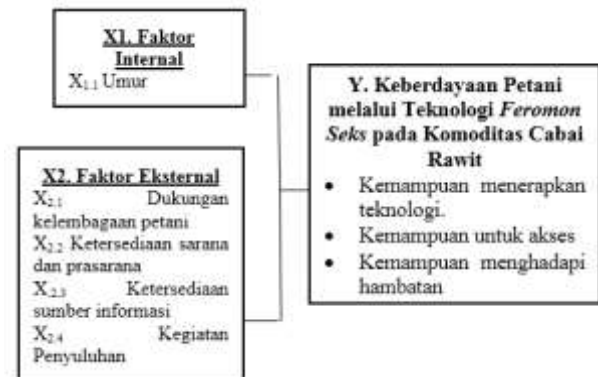 X1. Faktor
Internal
X1.1 Umur
X2. Faktor Eksternal
X2.1 Dukungan
kelembagaan petani
X2.2 Ketersediaan sarana
dan prasarana
X2.3 Ketersediaan
sumber informasi
X2.4 Kegiatan
Penyuluhan
Y. Keberdayaan Petani
melalui Teknologi Feromon
Seks pada Komoditas Cabai
Rawit
• Kemampuan menerapkan
teknologi.
• Kemampuan untuk akses
• Kemampuan menghadapi
hambatan